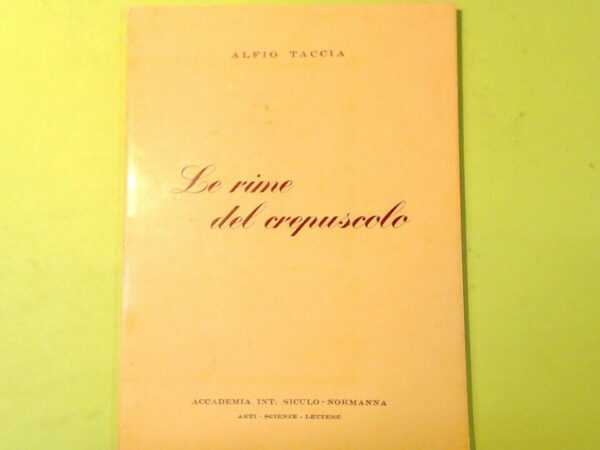 ALFIO TACCIA
Le rime
del crepuscolo
ACCADEMIA INT. SICULO-NORMANNA
ARTI - SCIENZE - LETTERE